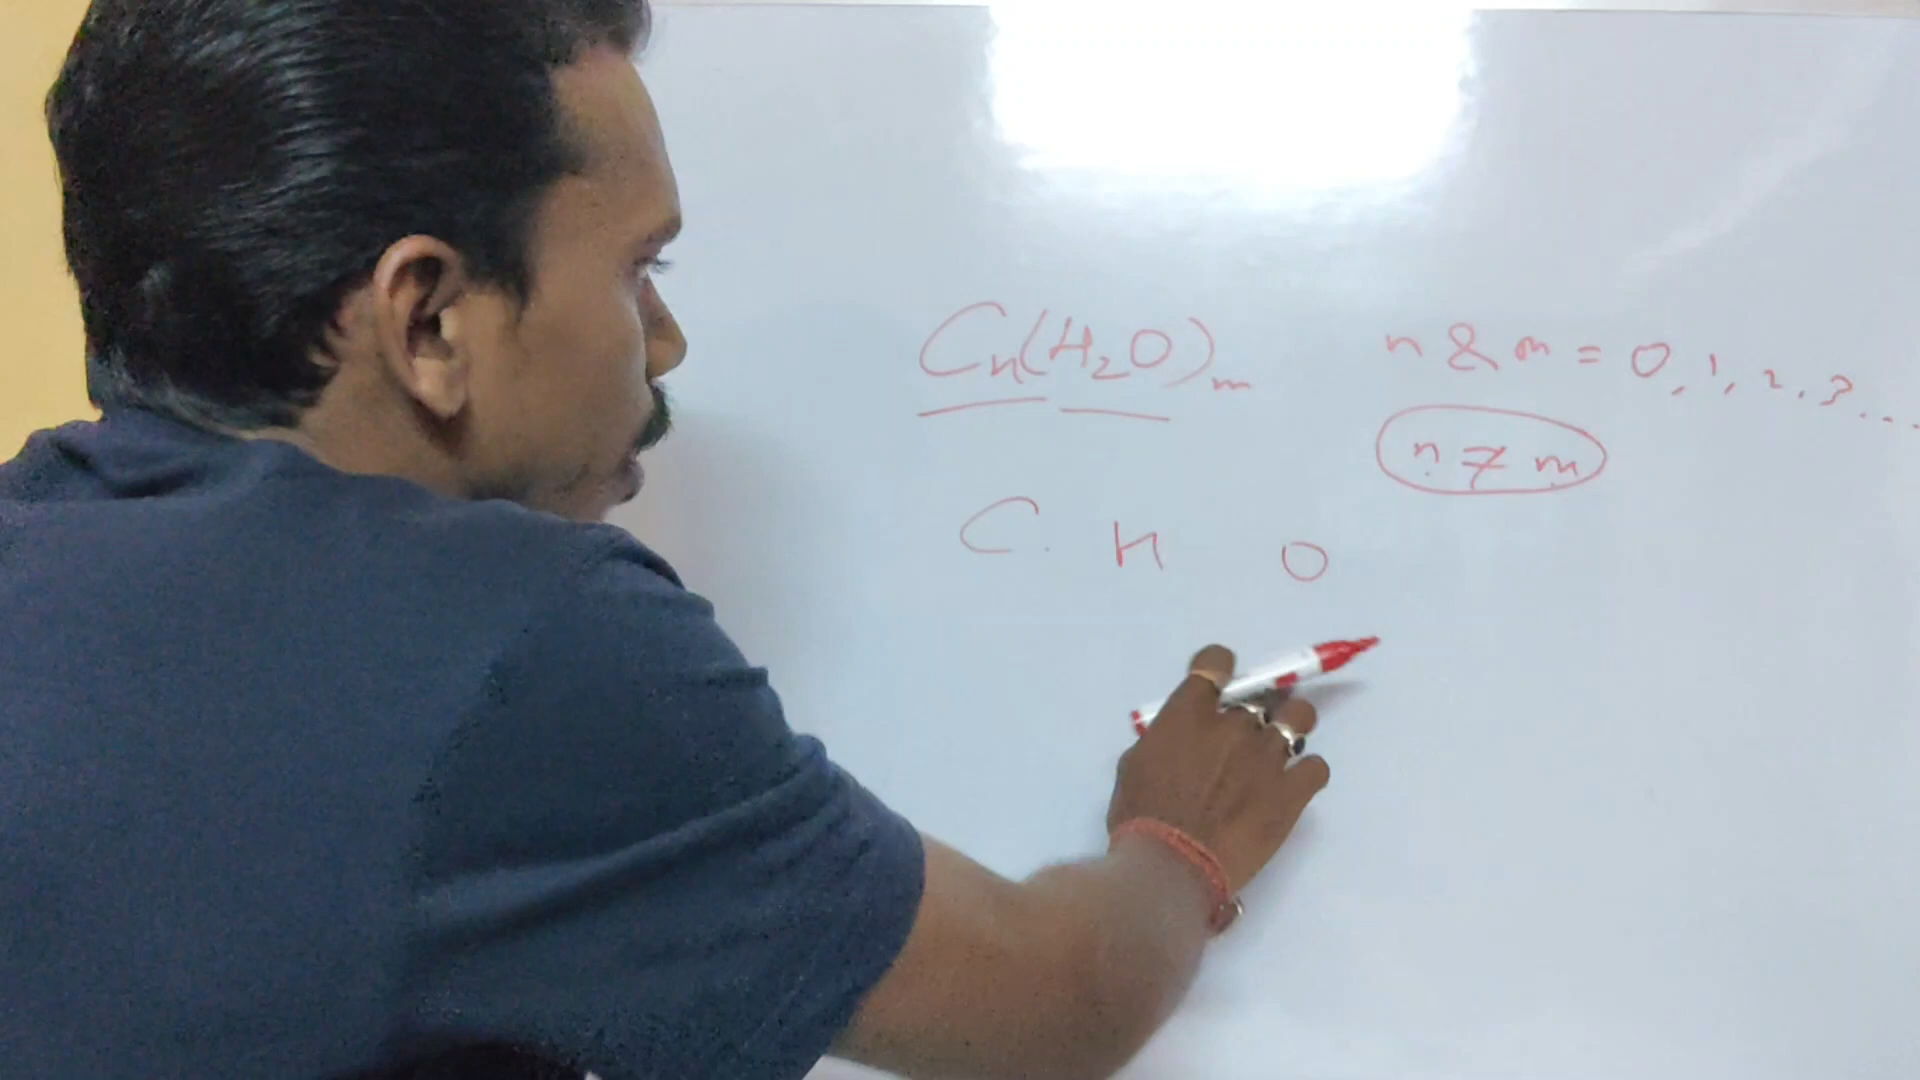 Cn(H2O)m n & m = 0, 1, 2, 3...
n ≠ m
C. H O